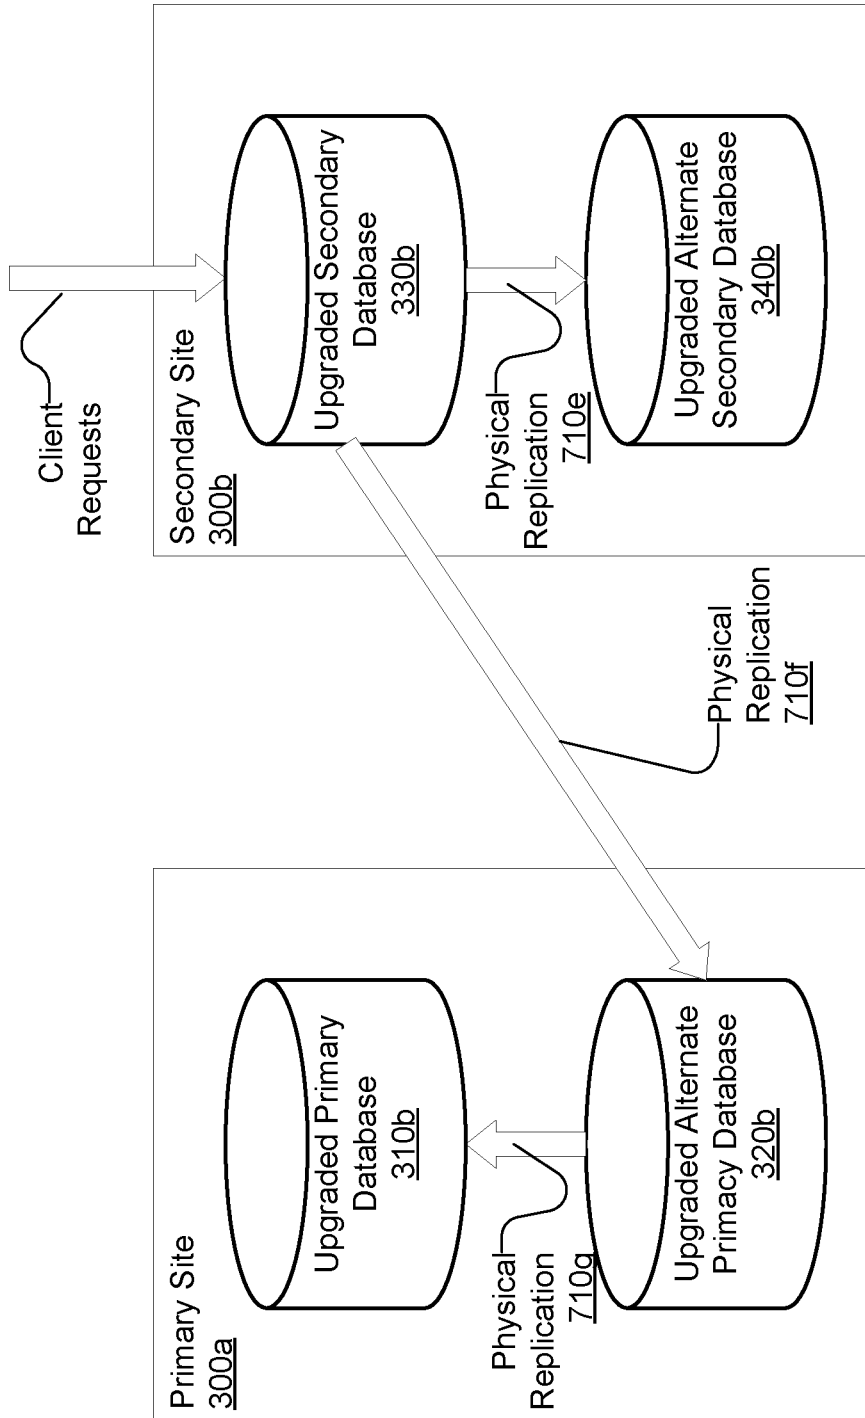 Client
Requests
Primary Site
300a
Upgraded Primary
Database
310b
Physical
Replication
710g
Upgraded Alternate
Primacy Database
320b
Physical
Replication
710f
Secondary Site
300b
Upgraded Secondary
Database
330b
Physical
Replication
710e
Upgraded Alternate
Secondary Database
340b